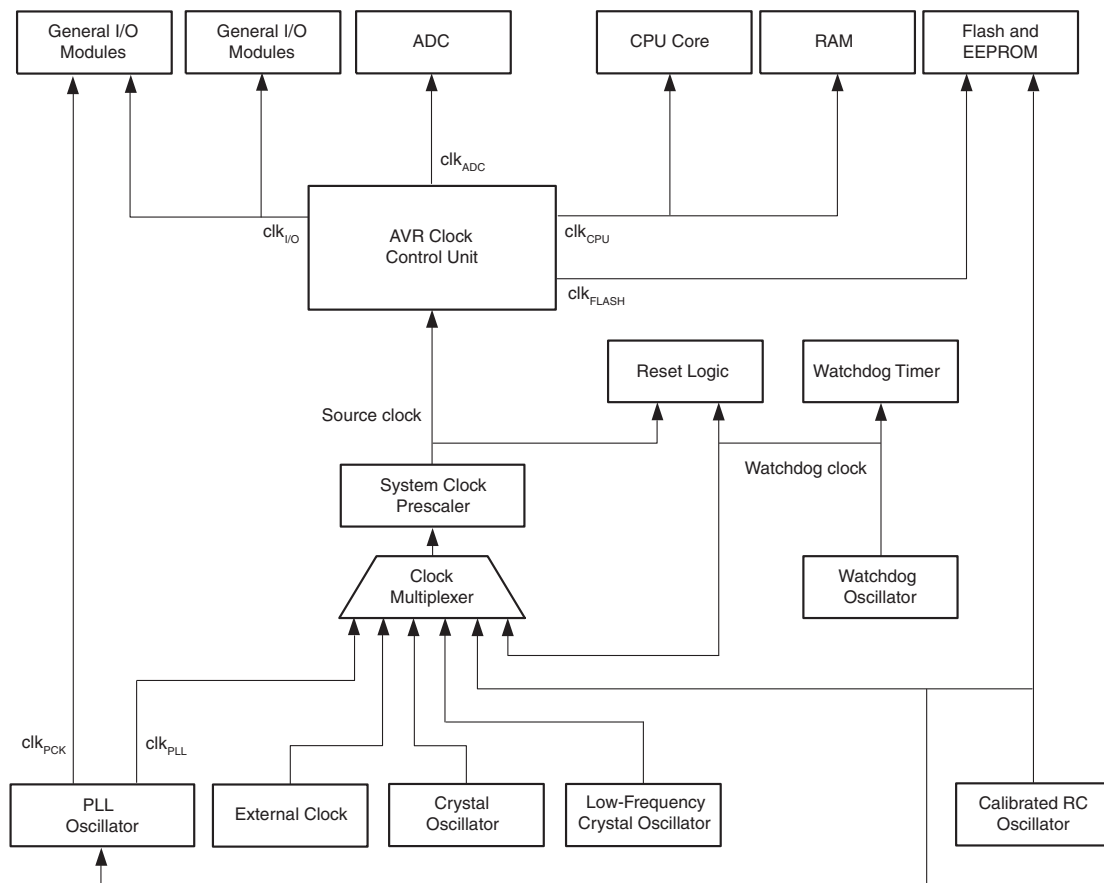 General I/O
Modules
General I/O
Modules
ADC
CPU Core
RAM
Flash and
EEPROM
clkADC
clkI/O
AVR Clock
Control Unit
clkCPU
clkFLASH
Reset Logic
Watchdog Timer
Source clock
Watchdog clock
System Clock
Prescaler
Clock
Multiplexer
Watchdog
Oscillator
clkPCK
clkPLL
PLL
Oscillator
External Clock
Crystal
Oscillator
Low-Frequency
Crystal Oscillator
Calibrated RC
Oscillator